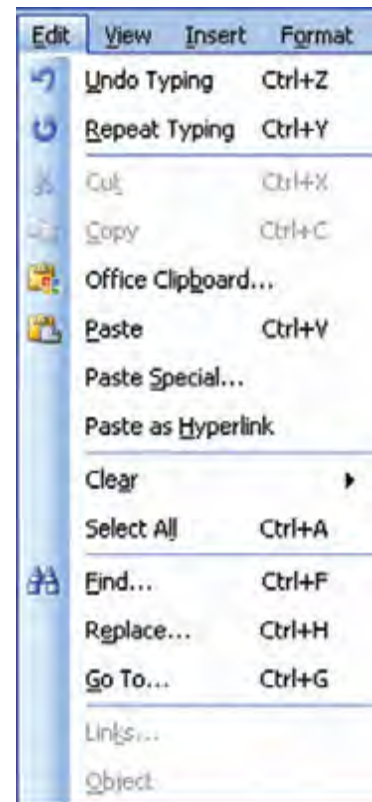 Edit View Insert Format
Undo Typing Ctrl+Z
Repeat Typing Ctrl+Y
Cut Ctrl+X
Copy Ctrl+C
Office Clipboard...
Paste Ctrl+V
Paste Special...
Paste as Hyperlink
Clear
Select All Ctrl+A
Find... Ctrl+F
Replace... Ctrl+H
Go To... Ctrl+G
Links...
Object